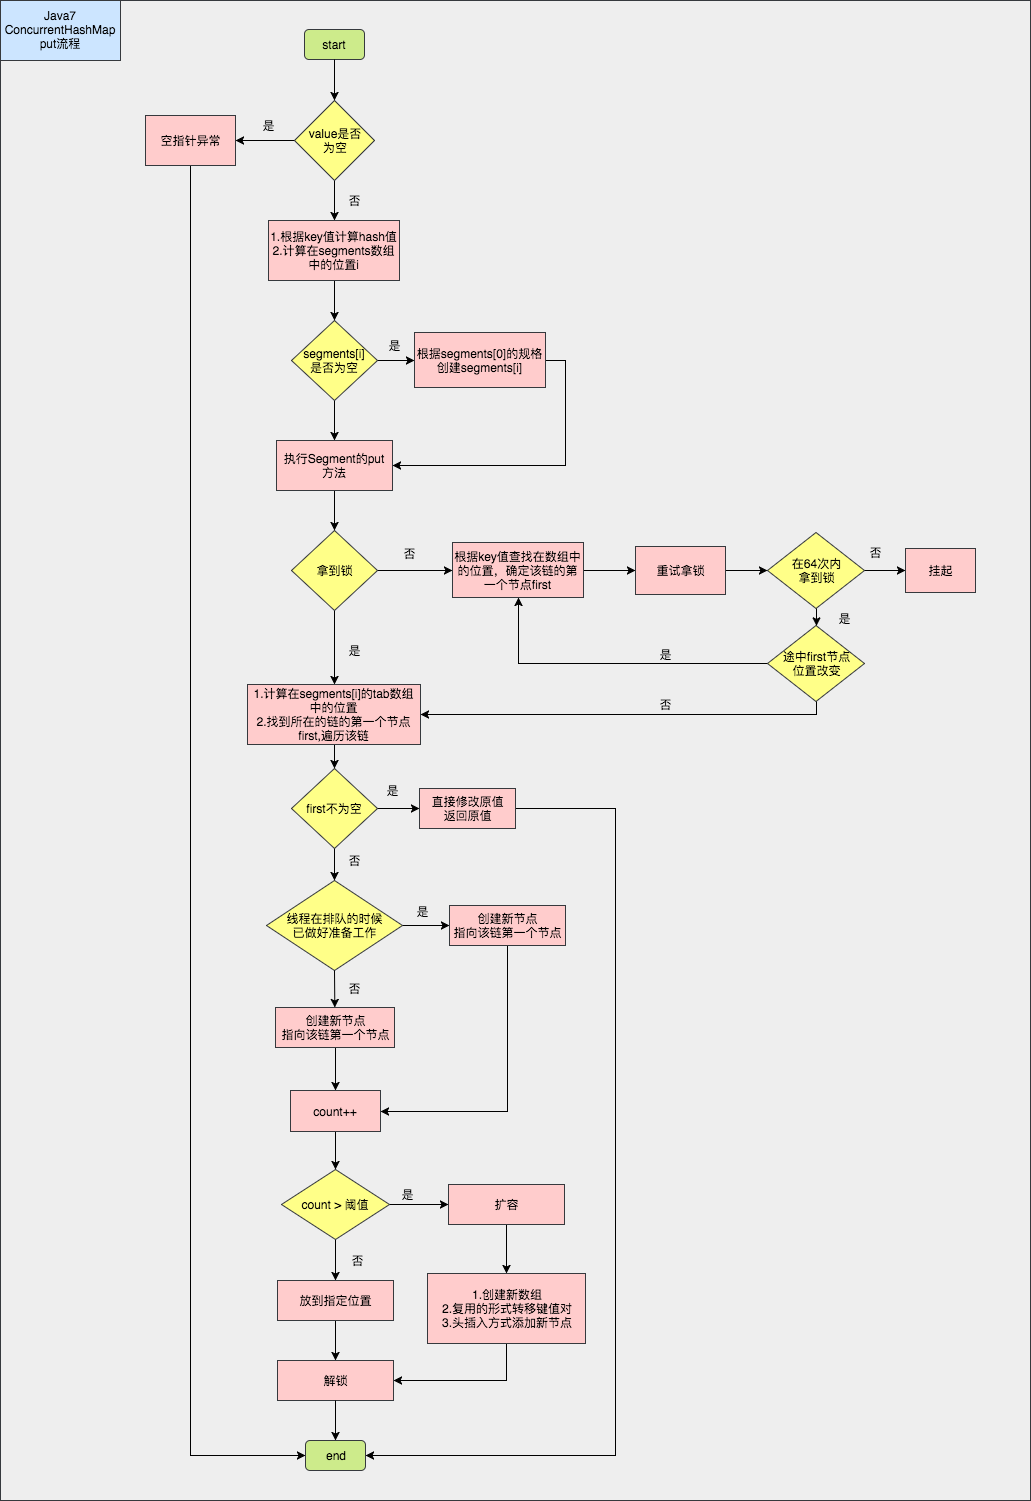 Java7
ConcurrentHashMap
put流程
start
value是否
为空
是
空指针异常
否
1.根据key值计算hash值
2.计算在segments数组
中的位置i
segments[i]
是否为空
是
根据segments[0]的规格
创建segments[i]
执行Segment的put
方法
拿到锁
否
根据key值查找在数组中
的位置，确定该链的第
一个节点first
重试拿锁
在64次内
拿到锁
否
挂起
是
途中first节点
位置改变
是
否
是
1.计算在segments[i]的tab数组
中的位置
2.找到所在的链的第一个节点
first,遍历该链
first不为空
是
直接修改原值
返回原值
否
线程在排队的时候
已做好准备工作
是
创建新节点
指向该链第一个节点
否
创建新节点
指向该链第一个节点
count++
count > 阈值
是
扩容
否
放到指定位置
1.创建新数组
2.复用的形式转移键值对
3.头插入方式添加新节点
解锁
end